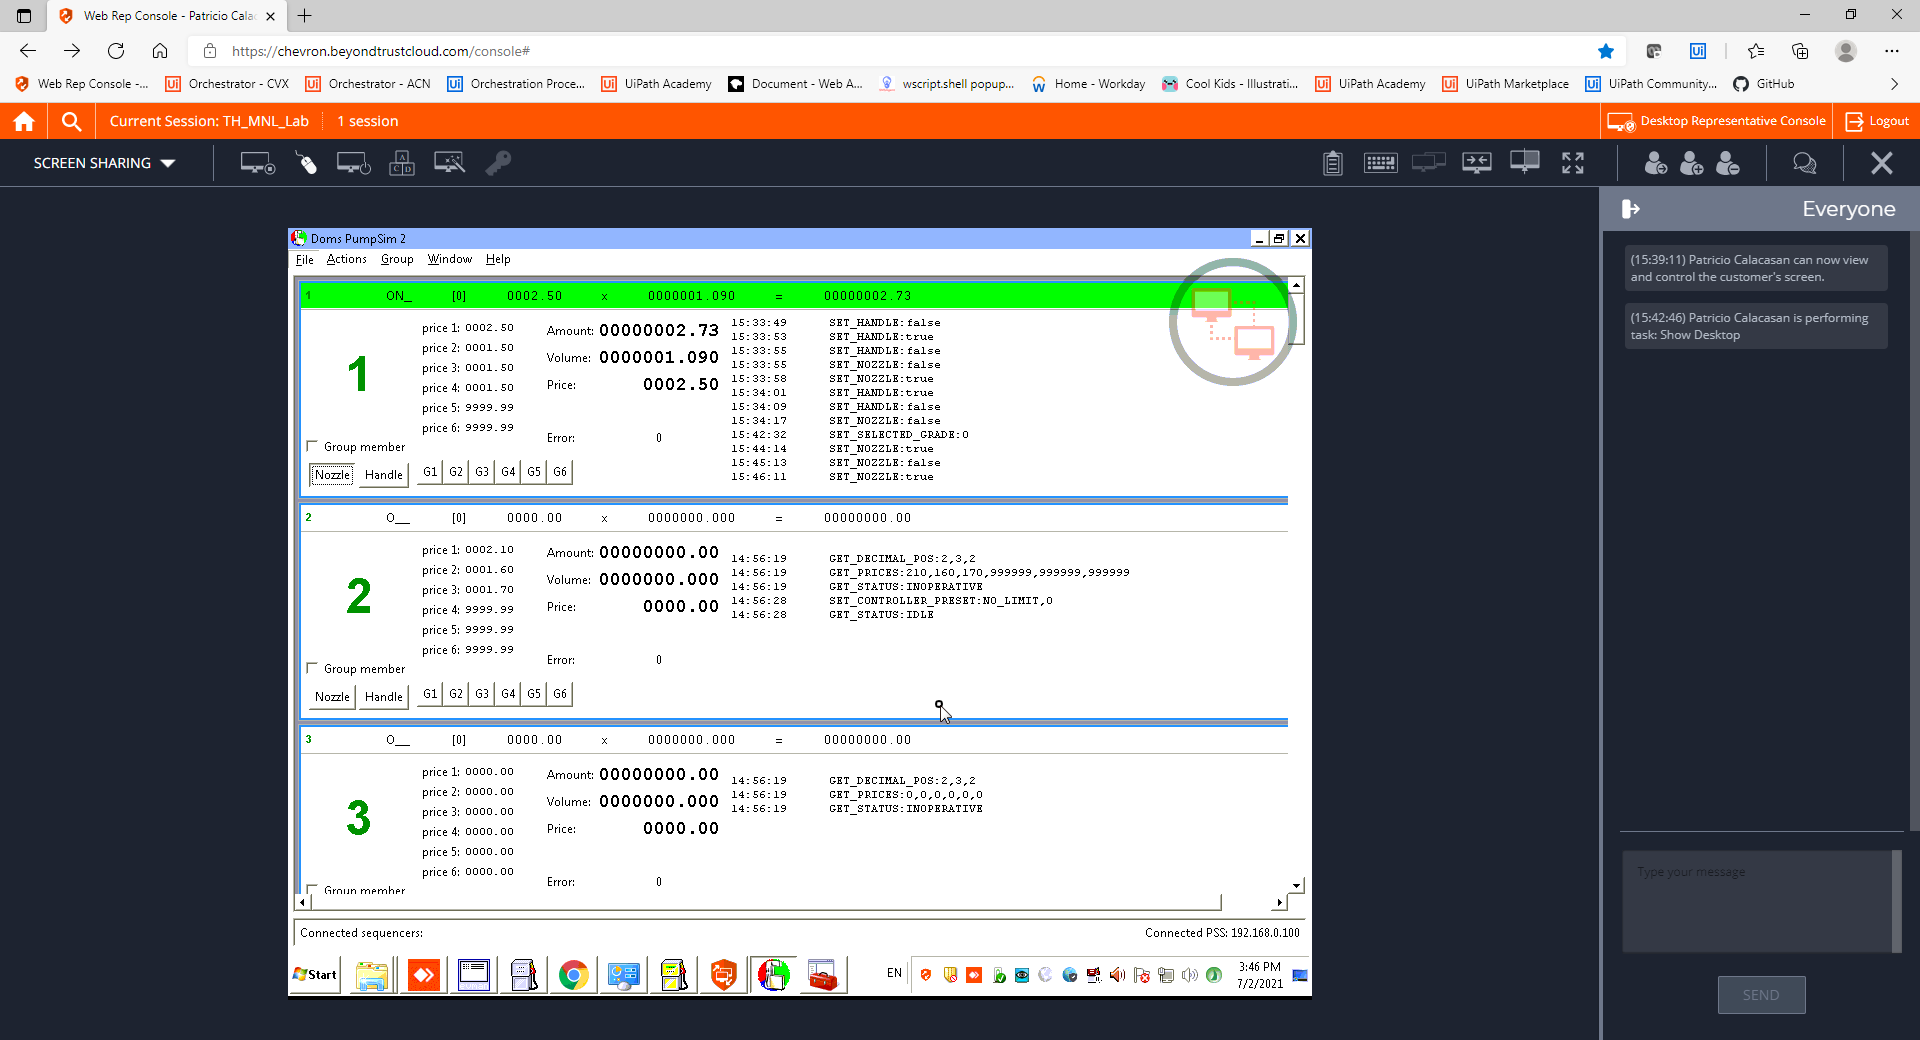 Web Rep Console - Patricio Cala
https://chevron.beyondtrustcloud.com/console#
Web Rep Console -... Orchestrator - CVX Orchestrator - ACN Orchestration Proce... UiPath Academy Document - Web A... wscript.shell popup... Home - Workday Cool Kids - Illustrati... UiPath Academy UiPath Marketplace UiPath Community... GitHub
Current Session: TH_MNL_Lab 1 session Desktop Representative Console Logout
SCREEN SHARING
Everyone
(15:39:11) Patricio Calacasan can now view
and control the customer's screen.
(15:42:46) Patricio Calacasan is performing
task: Show Desktop
Type your message
SEND
Doms PumpSim 2
File Actions Group Window Help
1 ON_ [0] 0002.50 x 0000001.090 = 00000002.73
1
price 1: 0002.50
price 2: 0001.50
price 3: 0001.50
price 4: 0001.50
price 5: 9999.99
price 6: 9999.99
Amount: 00000002.73
Volume: 0000001.090
Price: 0002.50
Error: 0
Group member
Nozzle Handle G1 G2 G3 G4 G5 G6
15:33:49 SET_HANDLE:false
15:33:53 SET_HANDLE:true
15:33:55 SET_HANDLE:false
15:33:55 SET_NOZZLE:false
15:33:58 SET_NOZZLE:true
15:34:01 SET_HANDLE:true
15:34:09 SET_HANDLE:false
15:34:17 SET_NOZZLE:false
15:42:32 SET_SELECTED_GRADE:0
15:44:14 SET_NOZZLE:true
15:45:13 SET_NOZZLE:false
15:46:11 SET_NOZZLE:true
2 O__ [0] 0000.00 x 0000000.000 = 00000000.00
2
price 1: 0002.10
price 2: 0001.60
price 3: 0001.70
price 4: 9999.99
price 5: 9999.99
price 6: 9999.99
Amount: 00000000.00
Volume: 0000000.000
Price: 0000.00
Error: 0
Group member
Nozzle Handle G1 G2 G3 G4 G5 G6
14:56:19 GET_DECIMAL_POS:2,3,2
14:56:19 GET_PRICES:210,160,170,999999,999999,999999
14:56:19 GET_STATUS:INOPERATIVE
14:56:28 SET_CONTROLLER_PRESET:NO_LIMIT,0
14:56:28 GET_STATUS:IDLE
3 O__ [0] 0000.00 x 0000000.000 = 00000000.00
3
price 1: 0000.00
price 2: 0000.00
price 3: 0000.00
price 4: 0000.00
price 5: 0000.00
price 6: 0000.00
Amount: 00000000.00
Volume: 0000000.000
Price: 0000.00
Error: 0
Group member
14:56:19 GET_DECIMAL_POS:2,3,2
14:56:19 GET_PRICES:0,0,0,0,0,0
14:56:19 GET_STATUS:INOPERATIVE
Connected sequencers: Connected PSS: 192.168.0.100
Start EN 3:46 PM
7/2/2021